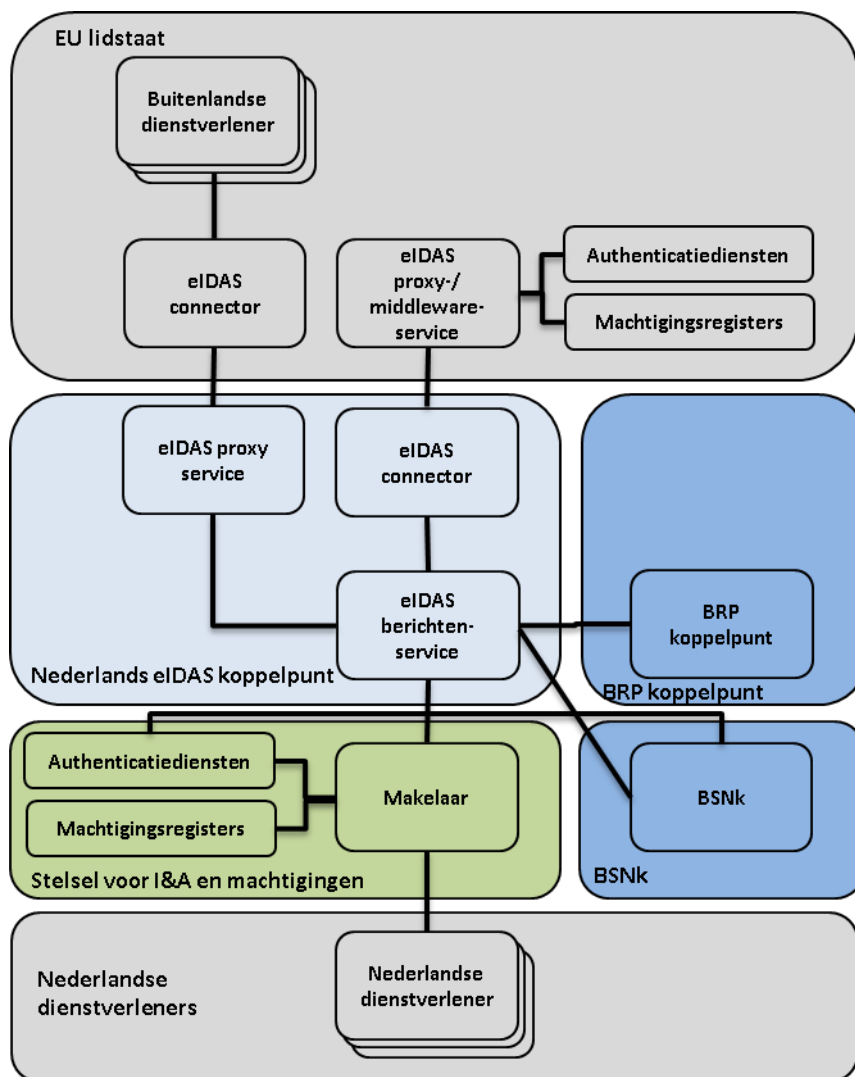 EU lidstaat
Buitenlandse
dienstverlener
eIDAS
connector
eIDAS
proxy-/
middleware-
service
Authenticatiediensten
Machtigingsregisters
eIDAS proxy
service
eIDAS
connector
eIDAS
berichten-
service
BRP
koppelpunt
Nederlands eIDAS koppelpunt
BRP koppelpunt
Authenticatiediensten
Machtigingsregisters
Makelaar
BSNk
Stelsel voor I&A en machtigingen
BSNk
Nederlandse
dienstverleners
Nederlandse
dienstverlener